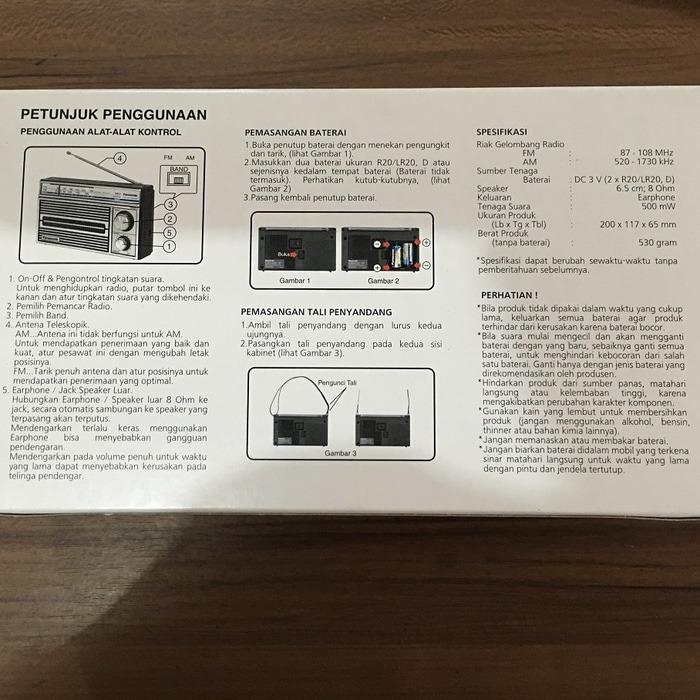 PETUNJUK PENGGUNAAN
PENGGUNAAN ALAT-ALAT KONTROL
FM AM
BAND
4
3
2
5
1
1. On-Off & Pengontrol tingkatan suara.
Untuk menghidupkan radio, putar tombol ini ke
kanan dan atur tingkatan suara yang dikehendaki.
2. Pemilih Pemancar Radio.
3. Pemilih Band.
4. Antena Teleskopik.
AM...Antena ini tidak berfungsi untuk AM.
Untuk mendapatkan penerimaan yang baik dan
kuat, atur pesawat ini dengan mengubah letak
posisinya.
FM...Tarik penuh antena dan atur posisinya untuk
mendapatkan penerimaan yang optimal.
5. Earphone / Jack Speaker Luar.
Hubungkan Earphone / Speaker luar 8 Ohm ke
jack, secara otomatis sambungan ke speaker yang
terpasang akan terputus.
Mendengarkan terlalu keras menggunakan
Earphone bisa menyebabkan gangguan
pendengaran.
Mendengarkan pada volume penuh untuk waktu
yang lama dapat menyebabkan kerusakan pada
telinga pendengar.
PEMASANGAN BATERAI
1.Buka penutup baterai dengan menekan pengungkit
dan tarik, (lihat Gambar 1).
2.Masukkan dua baterai ukuran R20/LR20, D atau
sejenisnya kedalam tempat baterai (Baterai tidak
termasuk). Perhatikan kutub-kutubnya, (lihat
Gambar 2)
3.Pasang kembali penutup baterai.
Buka
Gambar 1
Gambar 2
PEMASANGAN TALI PENYANDANG
1.Ambil tali penyandang dengan lurus kedua
ujungnya.
2.Pasangkan tali penyandang pada kedua sisi
kabinet (lihat Gambar 3).
Pengunci Tali
Gambar 3
SPESIFIKASI
Riak Gelombang Radio
FM : 87 - 108 MHz
AM : 520 - 1730 kHz
Sumber Tenaga
Baterai : DC 3 V (2 x R20/LR20, D)
Speaker : 6.5 cm; 8 Ohm
Keluaran : Earphone
Tenaga Suara : 500 mW
Ukuran Produk
(Lb x Tg x Tbl) : 200 x 117 x 65 mm
Berat Produk
(tanpa baterai) : 530 gram
*Spesifikasi dapat berubah sewaktu-waktu tanpa
pemberitahuan sebelumnya.
PERHATIAN !
*Bila produk tidak dipakai dalam waktu yang cukup
lama, keluarkan semua baterai agar produk
terhindar dari kerusakan karena baterai bocor.
*Bila suara mulai mengecil dan akan mengganti
baterai dengan yang baru, sebaiknya ganti semua
baterai, untuk menghindari kebocoran dari salah
satu baterai. Ganti hanya dengan jenis baterai yang
direkomendasikan oleh produsen.
*Hindarkan produk dari sumber panas, matahari
langsung atau kelembaban tinggi, karena
mengakibatkan perubahan karakter komponen.
*Gunakan kain yang lembut untuk membersihkan
produk (jangan menggunakan alkohol, bensin,
thinner atau bahan kimia lainnya).
*Jangan memanaskan atau membakar baterai.
*Jangan biarkan baterai didalam mobil yang terkena
sinar matahari langsung untuk waktu yang lama
dengan pintu dan jendela tertutup.